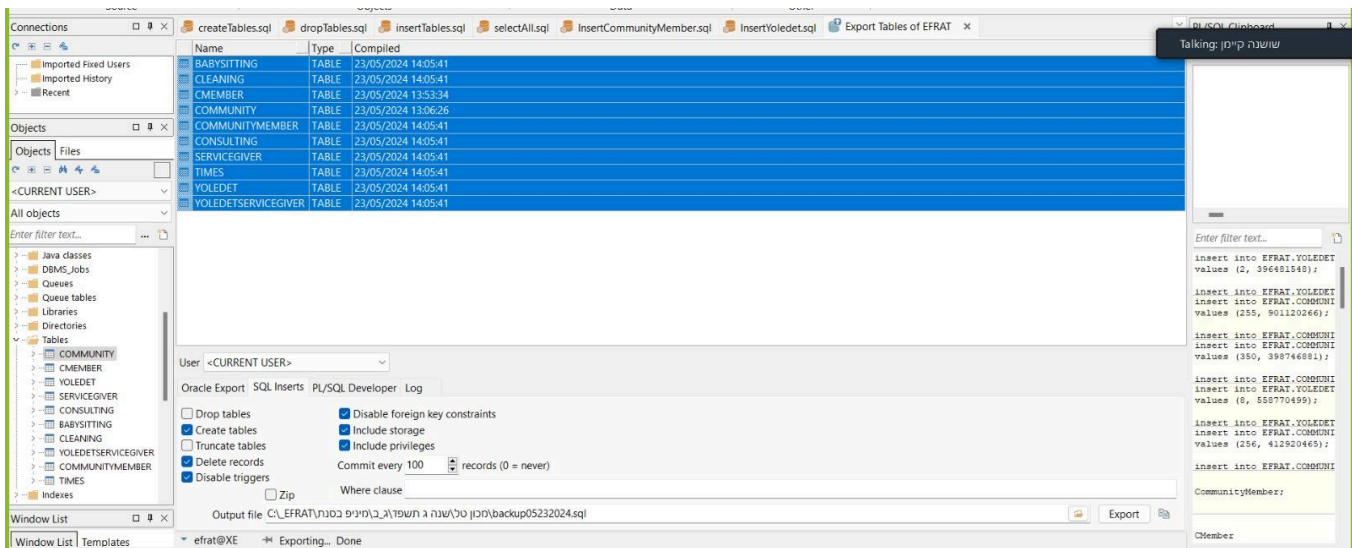 Connections
Imported Fixed Users
Imported History
Recent
Objects
Objects Files
<CURRENT USER>
All objects
Enter filter text...
Java classes
DBMS_Jobs
Queues
Queue tables
Libraries
Directories
Tables
COMMUNITY
CMEMBER
YOLEDET
SERVICEGIVER
CONSULTING
BABYSITTING
CLEANING
YOLEDETSERVICEGIVER
COMMUNITYMEMBER
TIMES
Indexes
Window List
Window List Templates
createTables.sql dropTables.sql insertTables.sql selectAll.sql InsertCommunityMember.sql InsertYoledet.sql Export Tables of EFRAT
Name Type Compiled
BABYSITTING TABLE 23/05/2024 14:05:41
CLEANING TABLE 23/05/2024 14:05:41
CMEMBER TABLE 23/05/2024 13:53:34
COMMUNITY TABLE 23/05/2024 13:06:26
COMMUNITYMEMBER TABLE 23/05/2024 14:05:41
CONSULTING TABLE 23/05/2024 14:05:41
SERVICEGIVER TABLE 23/05/2024 14:05:41
TIMES TABLE 23/05/2024 14:05:41
YOLEDET TABLE 23/05/2024 14:05:41
YOLEDETSERVICEGIVER TABLE 23/05/2024 14:05:41
User <CURRENT USER>
Oracle Export SQL Inserts PL/SQL Developer Log
Drop tables Disable foreign key constraints
Create tables Include storage
Truncate tables Include privileges
Delete records Commit every 100 records (0 = never)
Disable triggers
Zip Where clause
Output file C:\_EFRAT\מכון טל\שנה ג תשפד\ג_ב\מיניפ בסנת\backup05232024.sql Export
efrat@XE Exporting... Done
PL/SQL Clipboard
Talking: שושנה קיימן
Enter filter text...
insert into EFRAT.YOLEDET
values (2, 396481548);
insert into EFRAT.YOLEDET
insert into EFRAT.COMMUNI
values (255, 901120266);
insert into EFRAT.COMMUNI
insert into EFRAT.COMMUNI
values (350, 398746881);
insert into EFRAT.COMMUNI
insert into EFRAT.YOLEDET
values (8, 558770499);
insert into EFRAT.YOLEDET
insert into EFRAT.COMMUNI
values (256, 412920465);
insert into EFRAT.COMMUNI
CommunityMember;
CMember